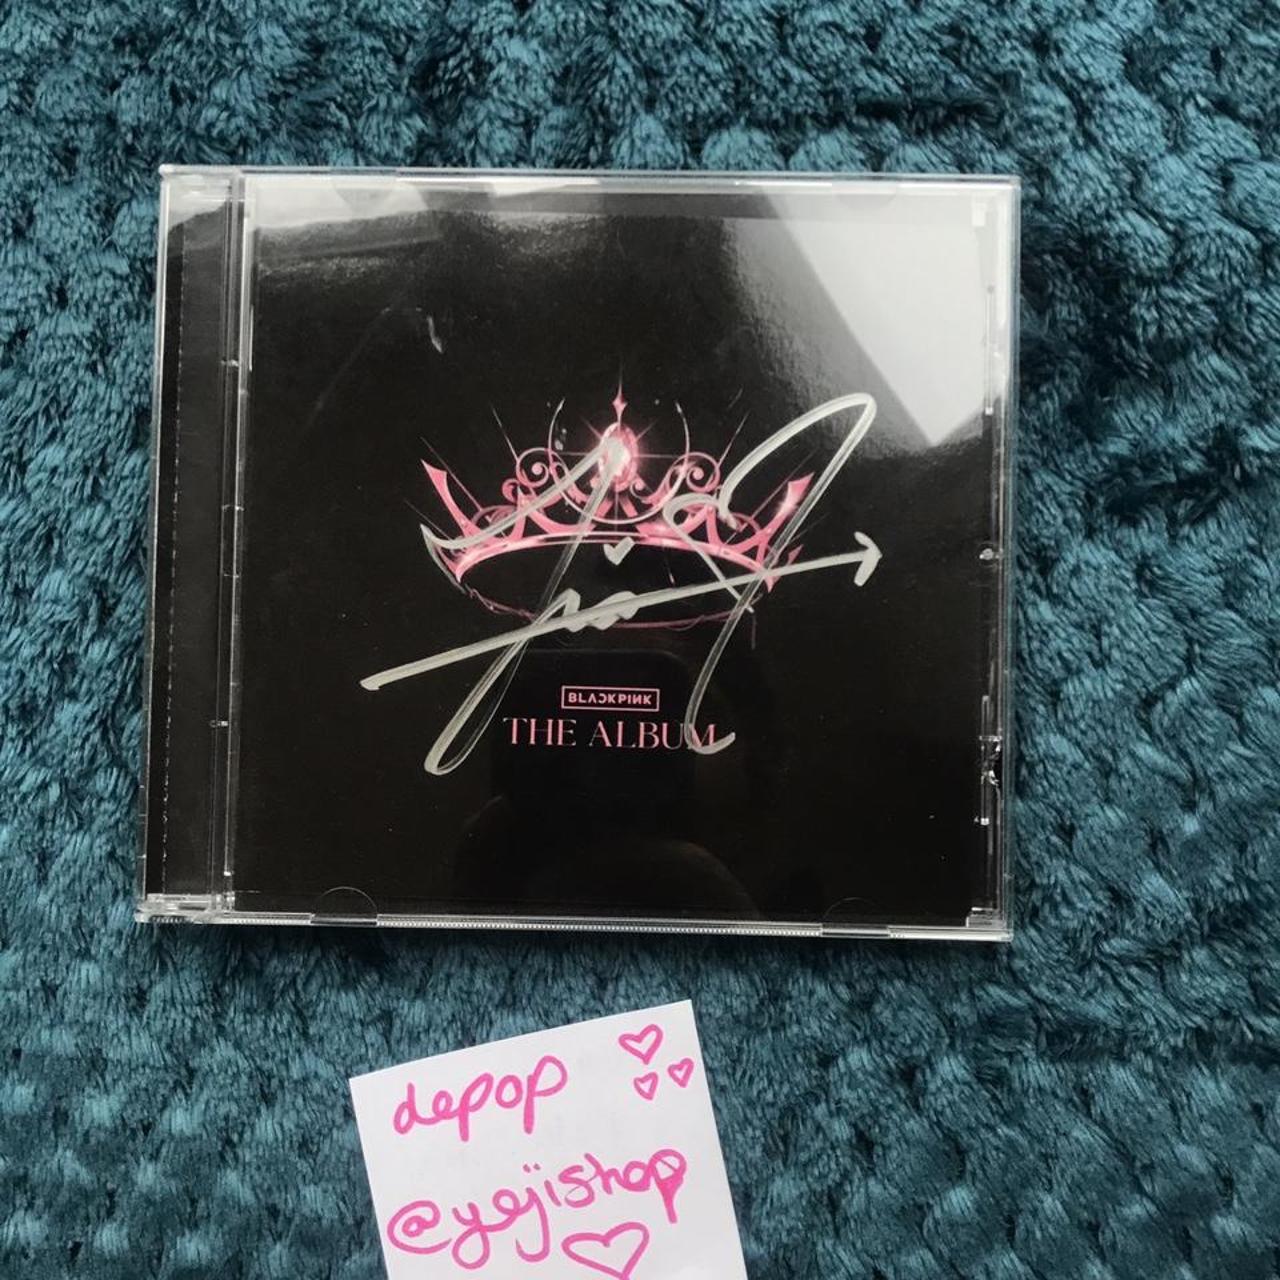 BLACKPINK
THE ALBUM
depop
@yejishop